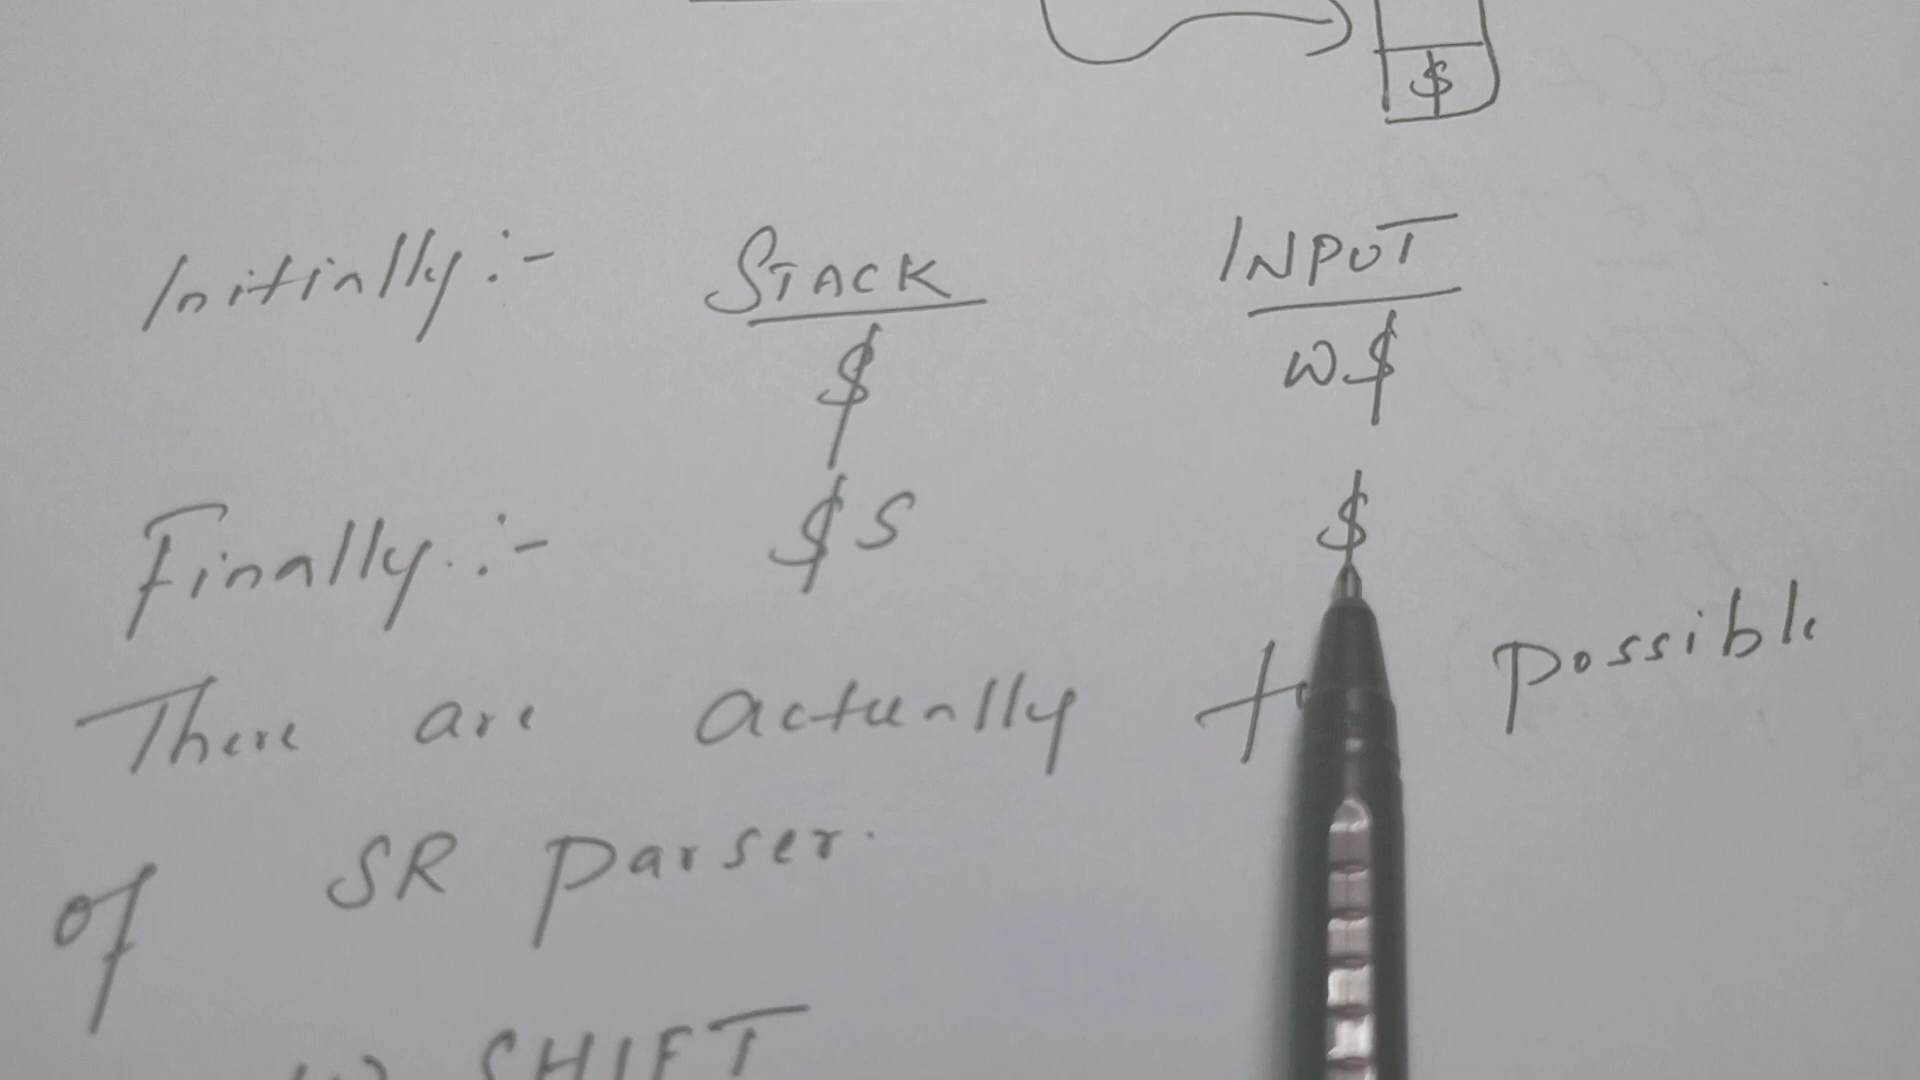 $
Initially:- STACK INPUT
$ w$
Finally:- $S $
There are actually possible
of SR parser.
SHIFT